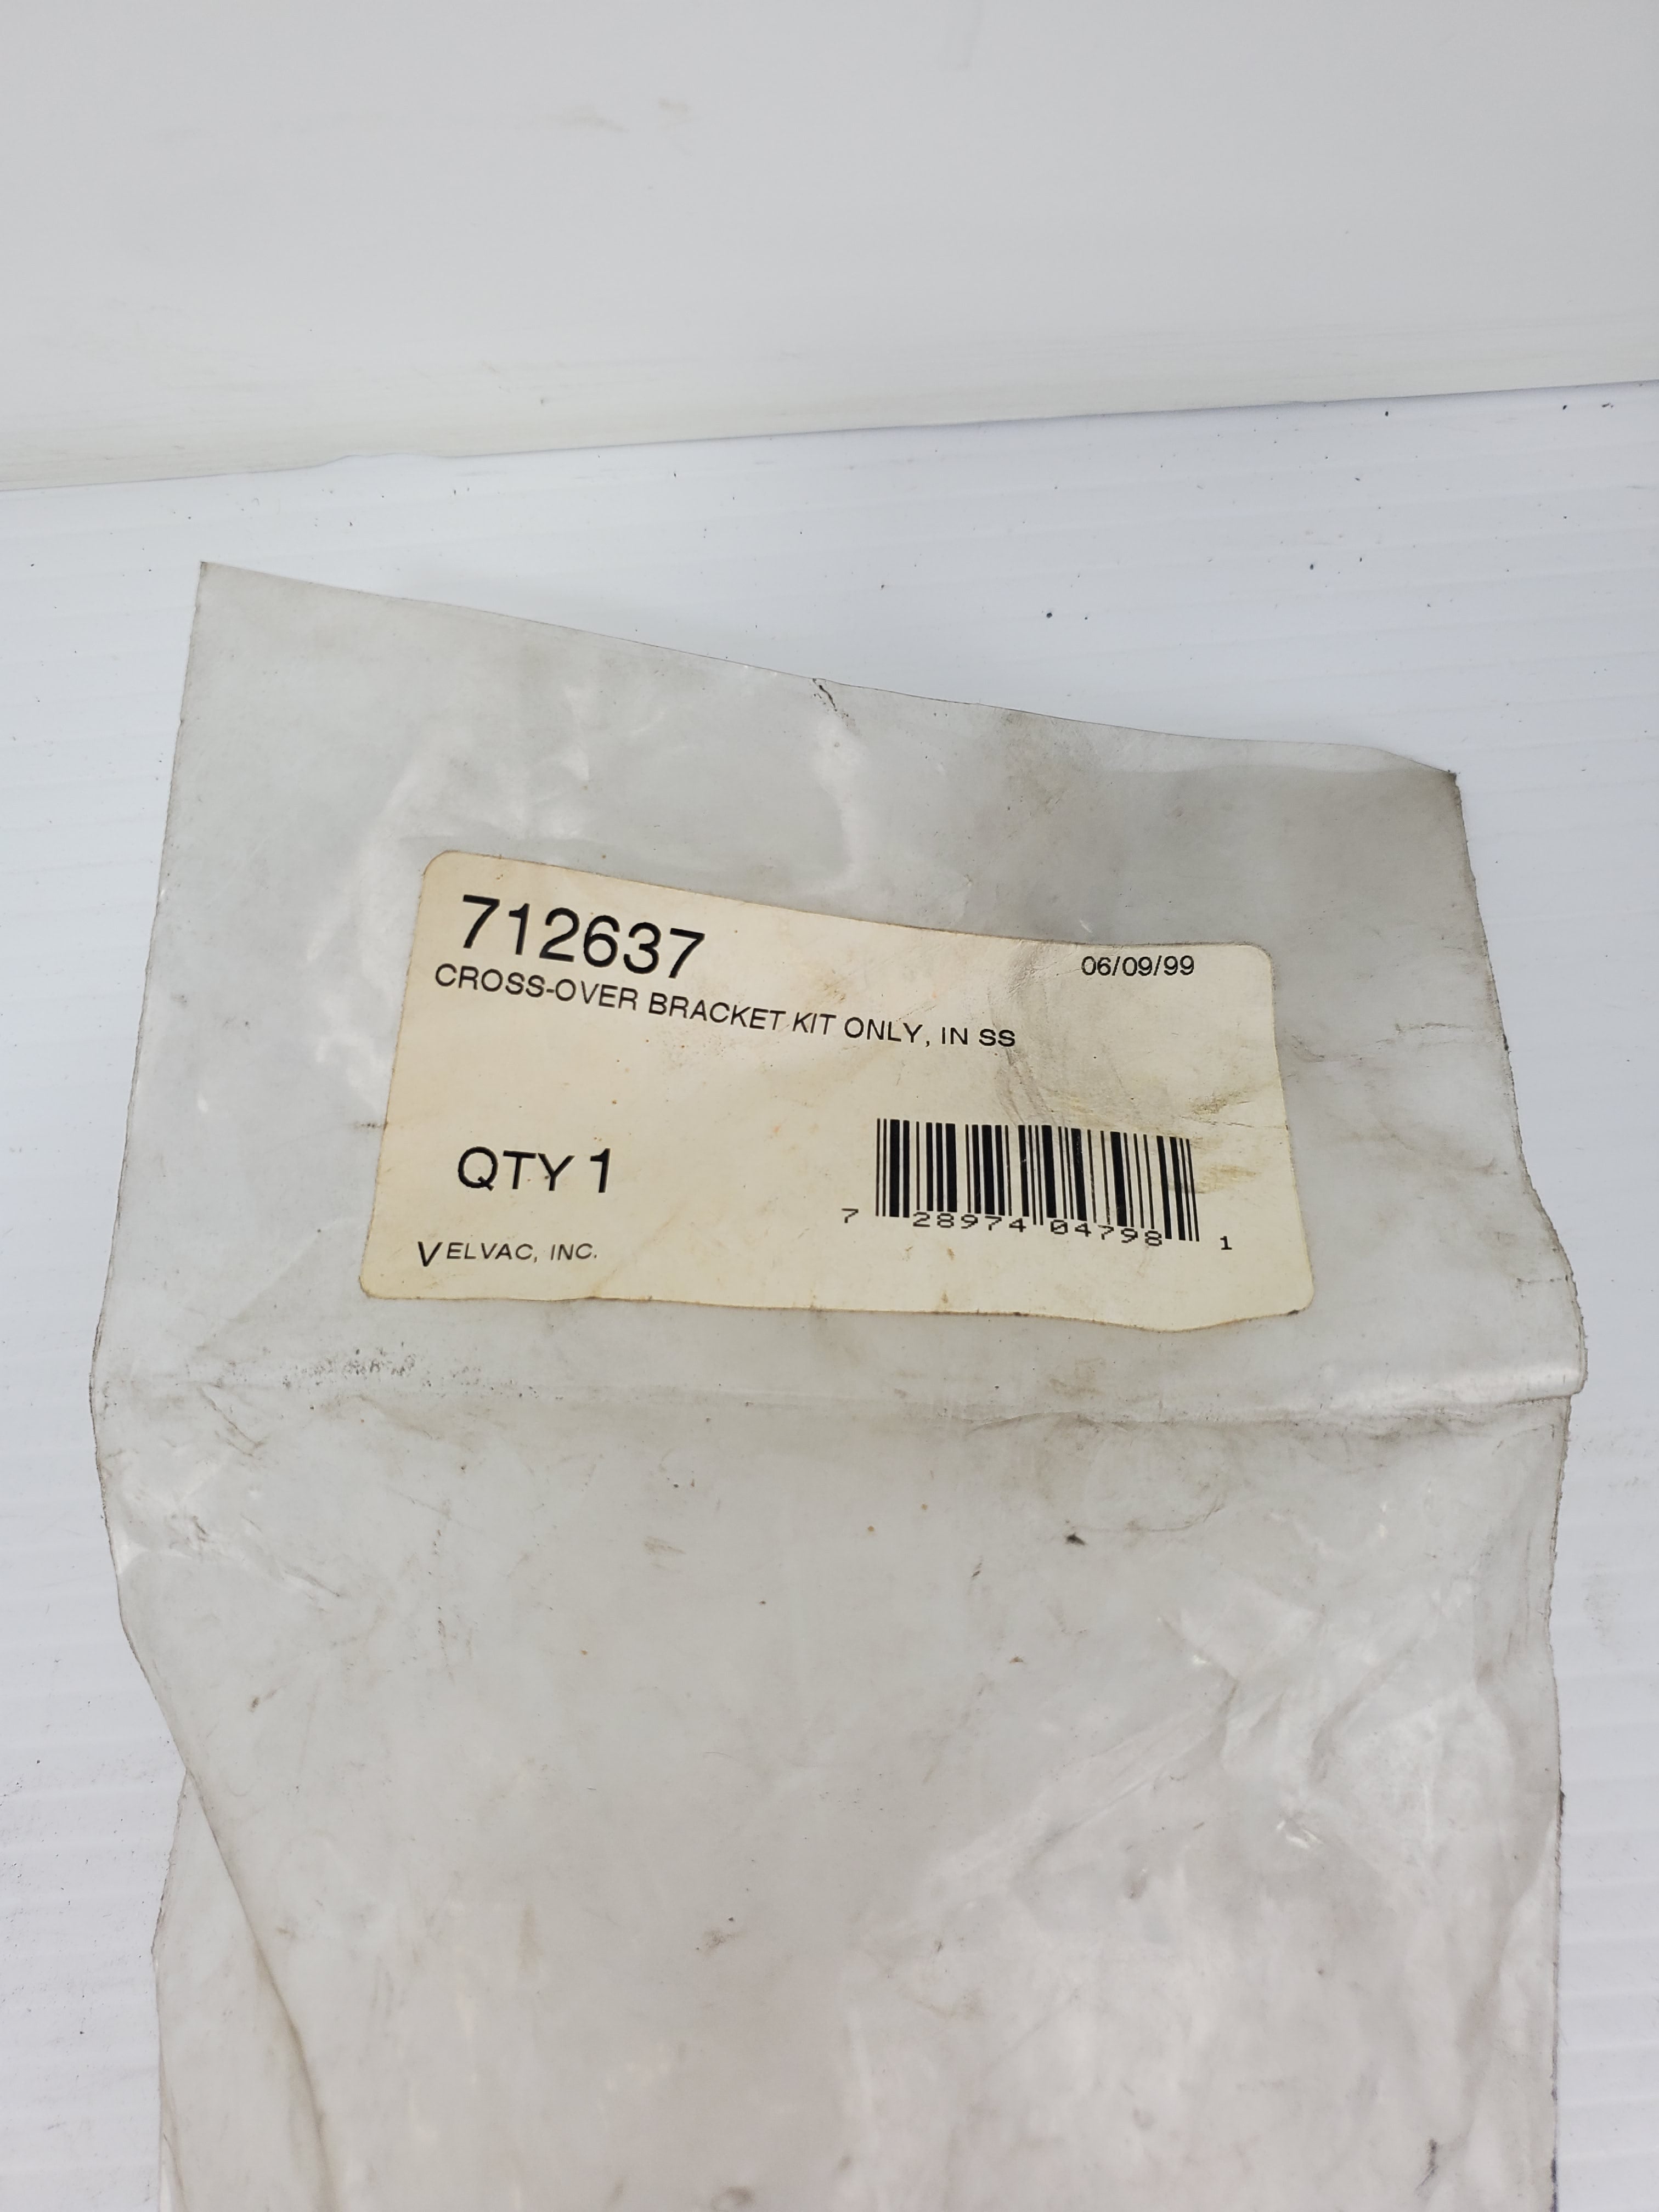 712637
06/09/99
CROSS-OVER BRACKET KIT ONLY, IN SS
QTY 1
7 28974 04798 1
VELVAC, INC.